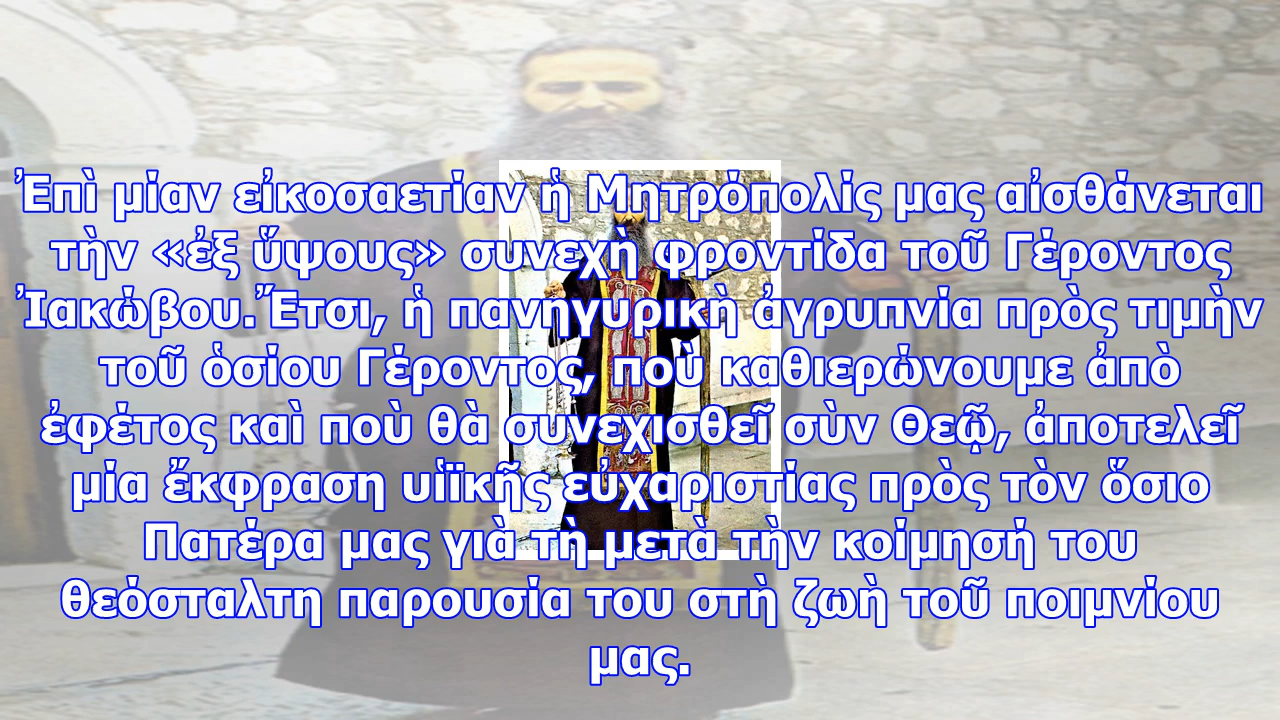 Ἐπὶ μίαν εἰκοσαετίαν ἡ Μητρόπολίς μας αἰσθάνεται
τὴν «ἐξ ὕψους» συνεχὴ φροντίδα τοῦ Γέροντος
Ἰακώβου. Ἔτσι, ἡ πανηγυρικὴ ἀγρυπνία πρὸς τιμὴν
τοῦ ὁσίου Γέροντος, ποὺ καθιερώνουμε ἀπὸ
ἐφέτος καὶ ποὺ θὰ συνεχισθεῖ σὺν Θεῷ, ἀποτελεῖ
μία ἔκφραση υἱϊκῆς εὐχαριστίας πρὸς τὸν ὅσιο
Πατέρα μας γιὰ τὴ μετὰ τὴν κοίμησή του
θεόσταλτη παρουσία του στὴ ζωὴ τοῦ ποιμνίου
μας.